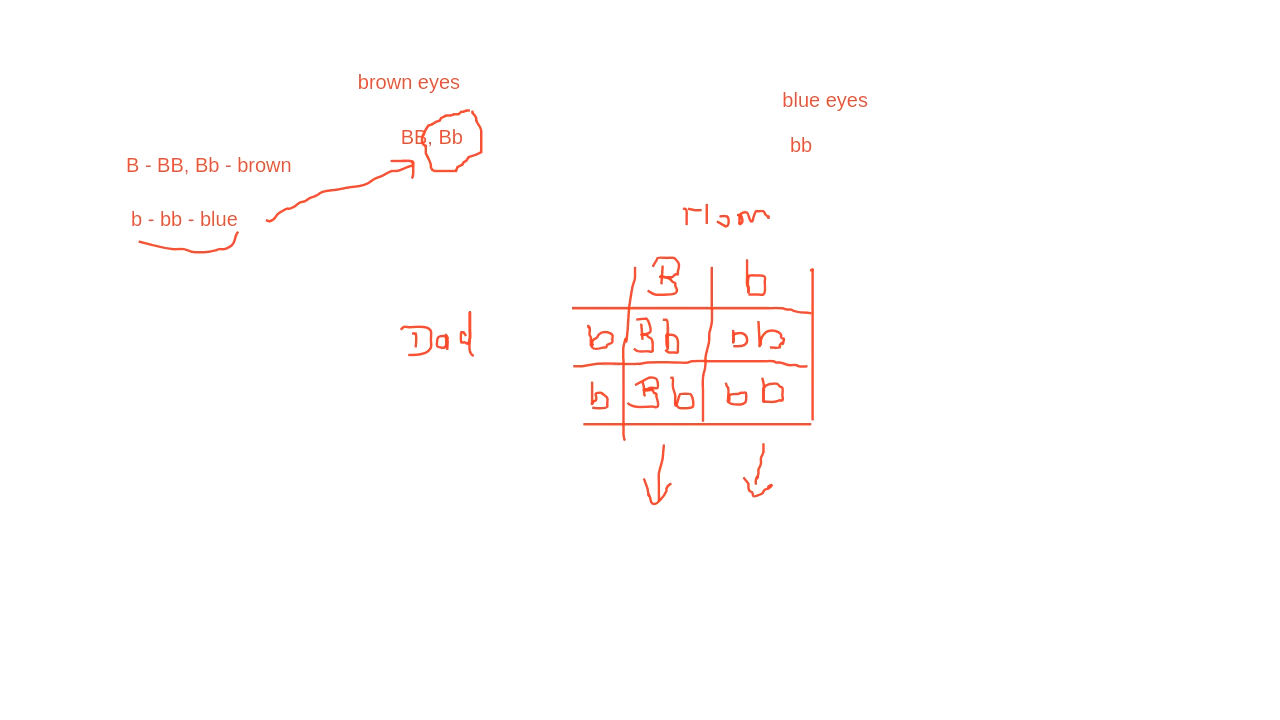 brown eyes
blue eyes
BB, Bb
bb
B - BB, Bb - brown
b - bb - blue
Mom
B b
Dad
b Bb bb
b Bb bb